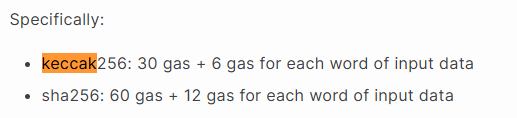 Specifically:
• keccak256: 30 gas + 6 gas for each word of input data
• sha256: 60 gas + 12 gas for each word of input data